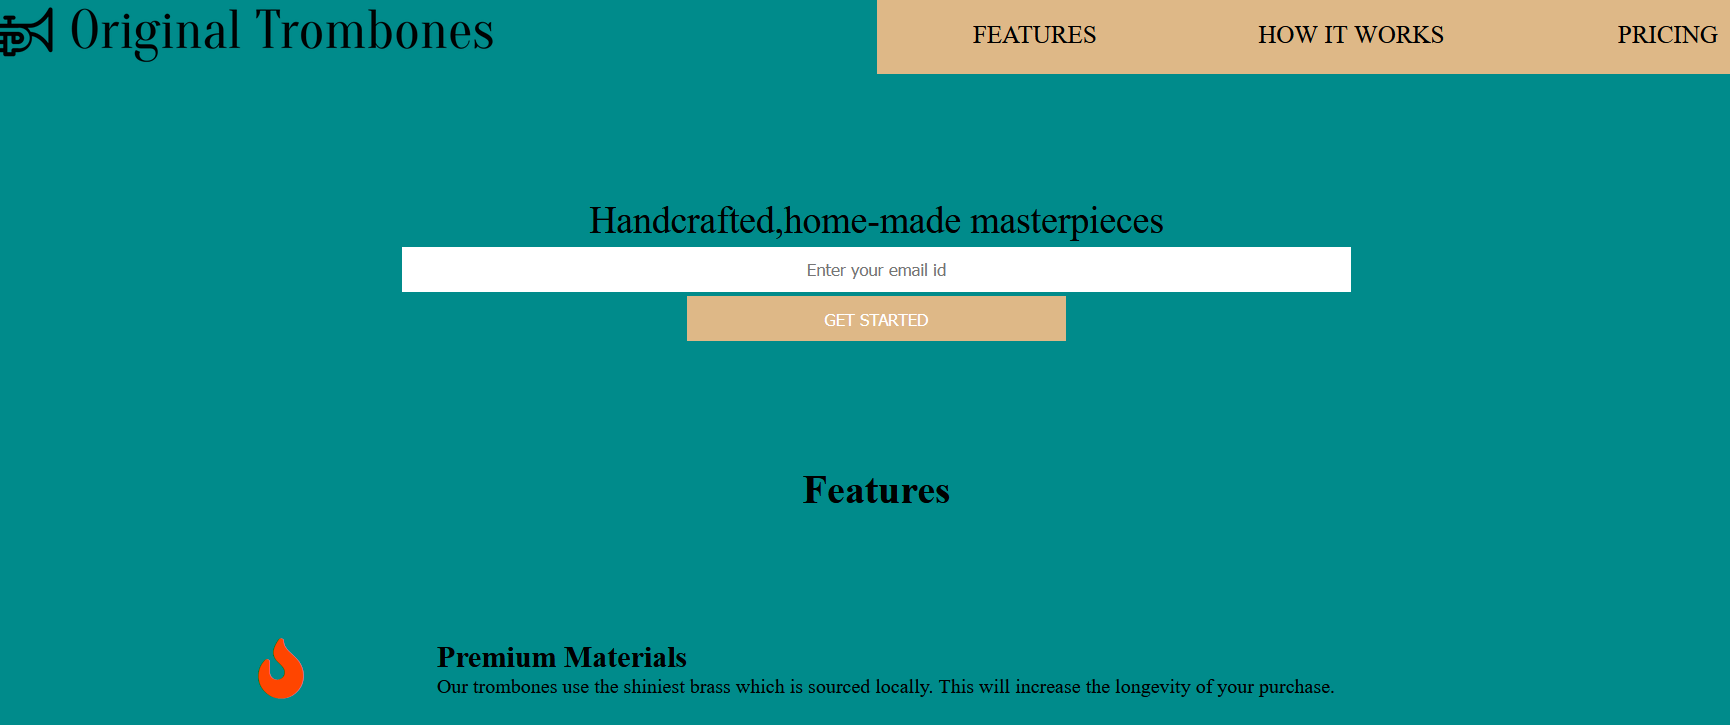 Original Trombones
FEATURES
HOW IT WORKS
PRICING
Handcrafted,home-made masterpieces
Enter your email id
GET STARTED
Features
Premium Materials
Our trombones use the shiniest brass which is sourced locally. This will increase the longevity of your purchase.